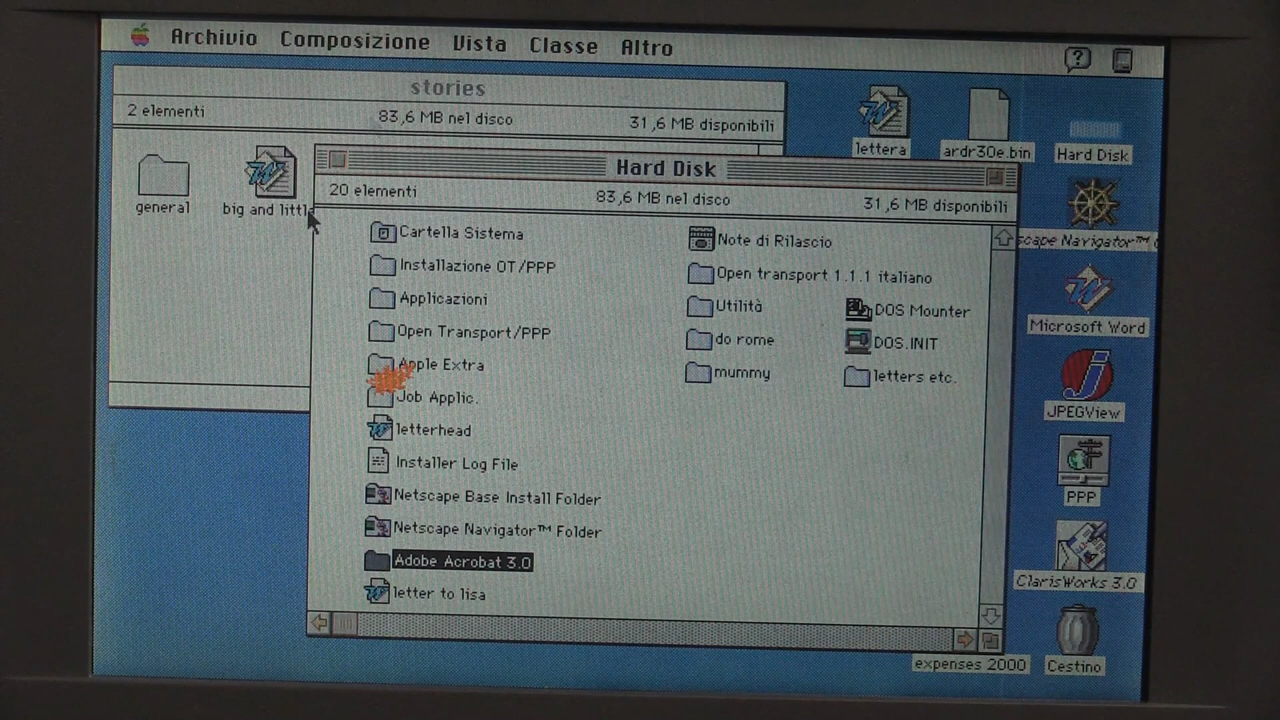 Archivio Composizione Vista Classe Altro
stories
2 elementi 83,6 MB nel disco 31,6 MB disponibili
general
big and little
Hard Disk
20 elementi 83,6 MB nel disco 31,6 MB disponibili
Cartella Sistema
Installazione OT/PPP
Applicazioni
Open Transport/PPP
Apple Extra
Job Applic.
letterhead
Installer Log File
Netscape Base Install Folder
Netscape Navigator™ Folder
Adobe Acrobat 3.0
letter to lisa
Note di Rilascio
Open transport 1.1.1 italiano
Utilità
do rome
mummy
DOS Mounter
DOS.INIT
letters etc.
lettera
ardr30e.bin
Hard Disk
scape Navigator™
Microsoft Word
JPEGView
PPP
ClarisWorks 3.0
expenses 2000
Cestino